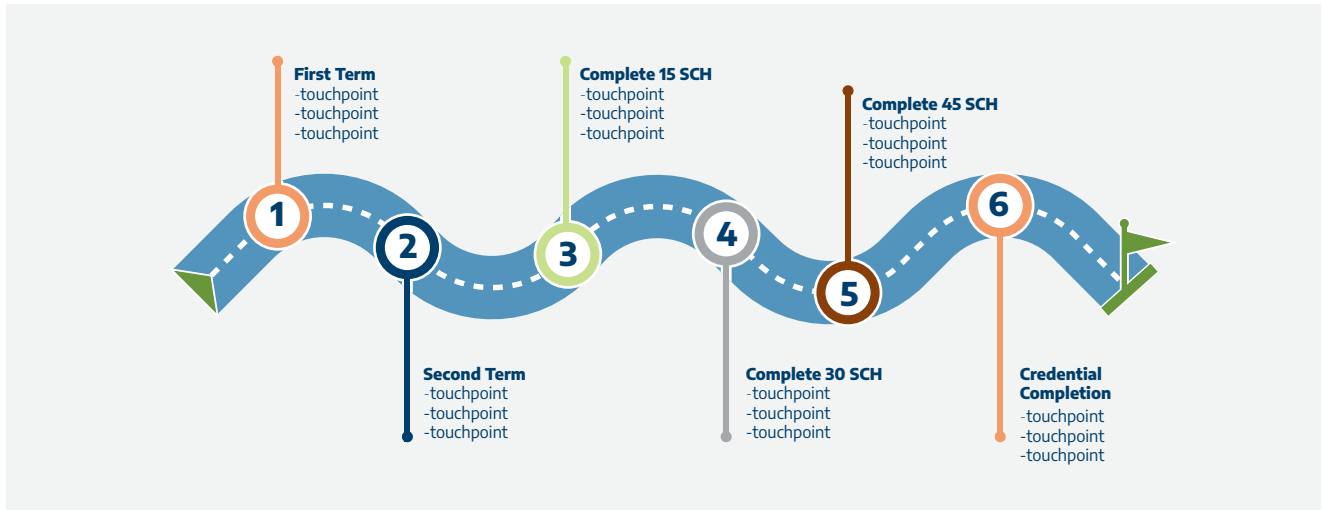 1
First Term
-touchpoint
-touchpoint
-touchpoint
2
Second Term
-touchpoint
-touchpoint
-touchpoint
3
Complete 15 SCH
-touchpoint
-touchpoint
-touchpoint
4
Complete 30 SCH
-touchpoint
-touchpoint
-touchpoint
5
Complete 45 SCH
-touchpoint
-touchpoint
-touchpoint
6
Credential
Completion
-touchpoint
-touchpoint
-touchpoint